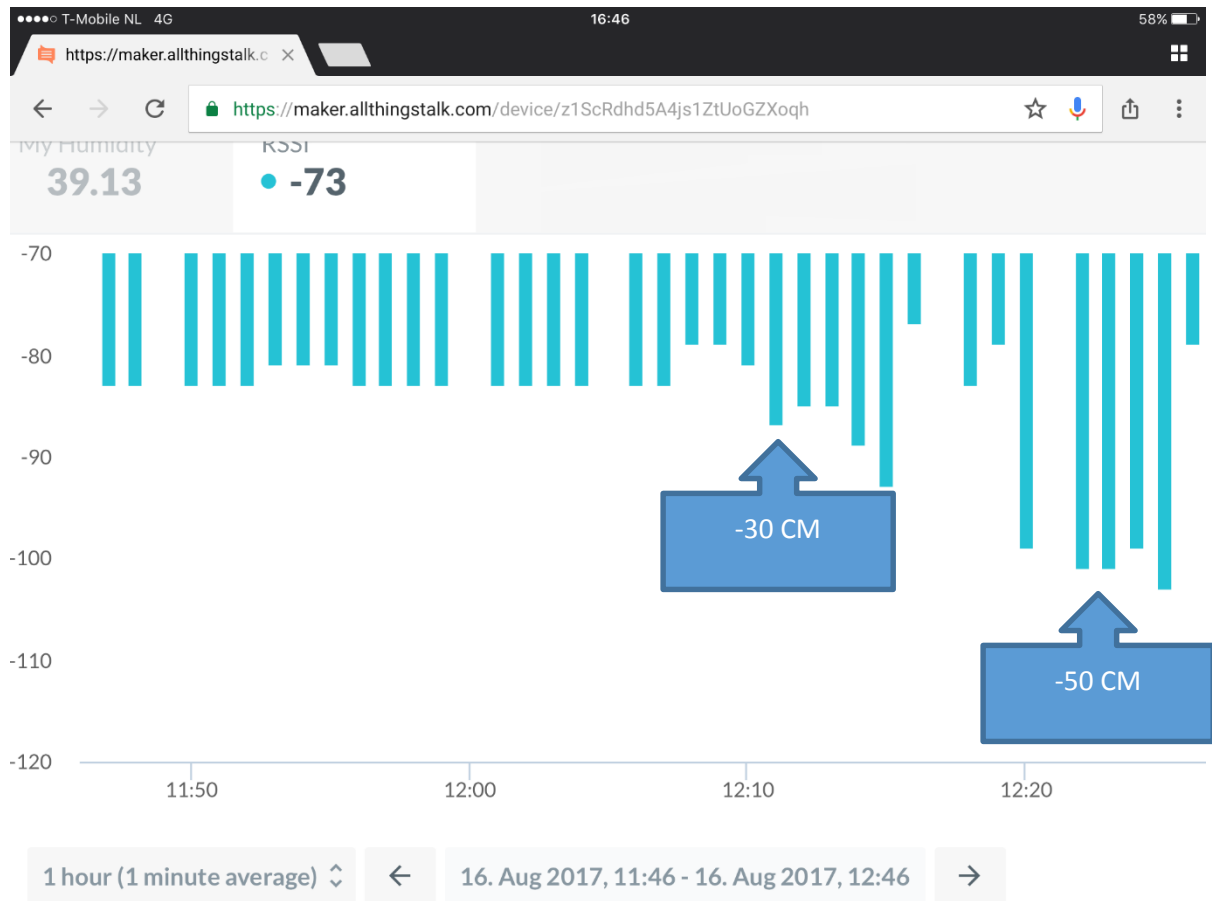 T-Mobile NL 4G 16:46 58%
https://maker.allthingstalk.c
https://maker.allthingstalk.com/device/z1ScRdhd5A4js1ZtUoGZXoqh
My Humidity RSSI
39.13 -73
-70
-80
-90
-30 CM
-100
-110
-50 CM
-120
11:50 12:00 12:10 12:20
1 hour (1 minute average) 16. Aug 2017, 11:46 - 16. Aug 2017, 12:46